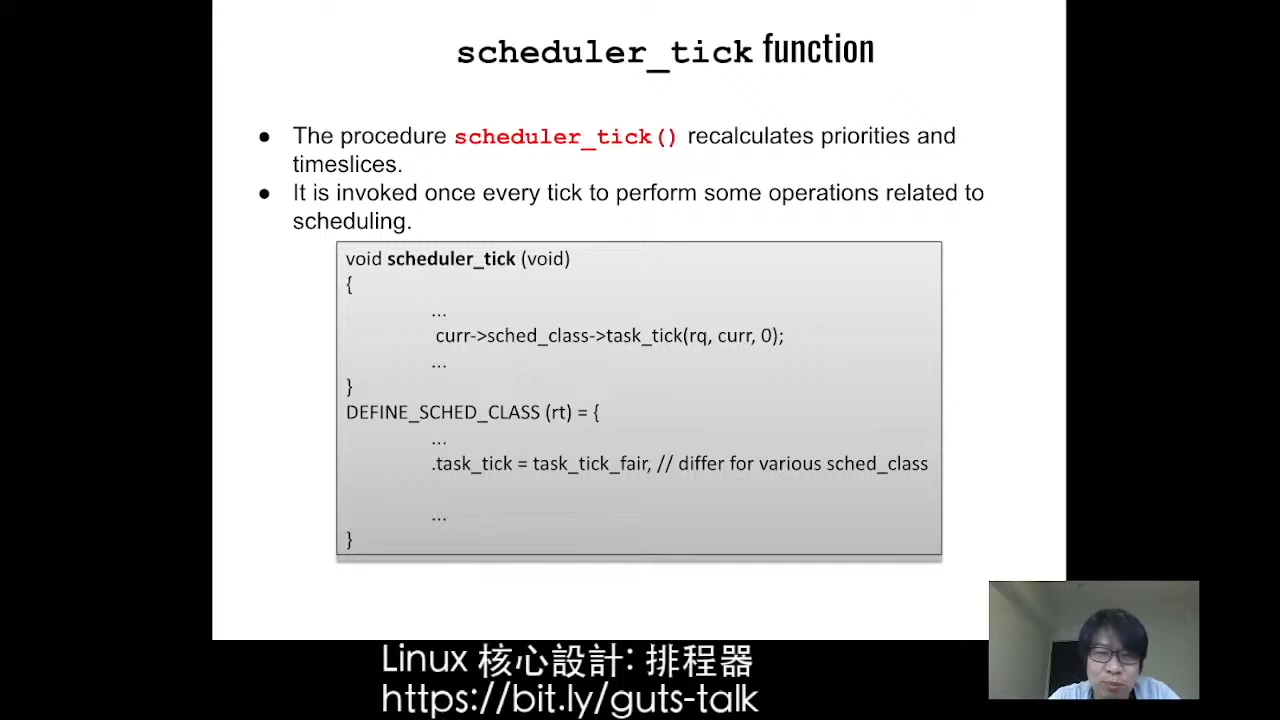 scheduler_tick function
● The procedure scheduler_tick() recalculates priorities and
timeslices.
● It is invoked once every tick to perform some operations related to
scheduling.
void scheduler_tick (void)
{
...
curr->sched_class->task_tick(rq, curr, 0);
...
}
DEFINE_SCHED_CLASS (rt) = {
...
.task_tick = task_tick_fair, // differ for various sched_class
...
}
Linux 核心設計: 排程器
https://bit.ly/guts-talk